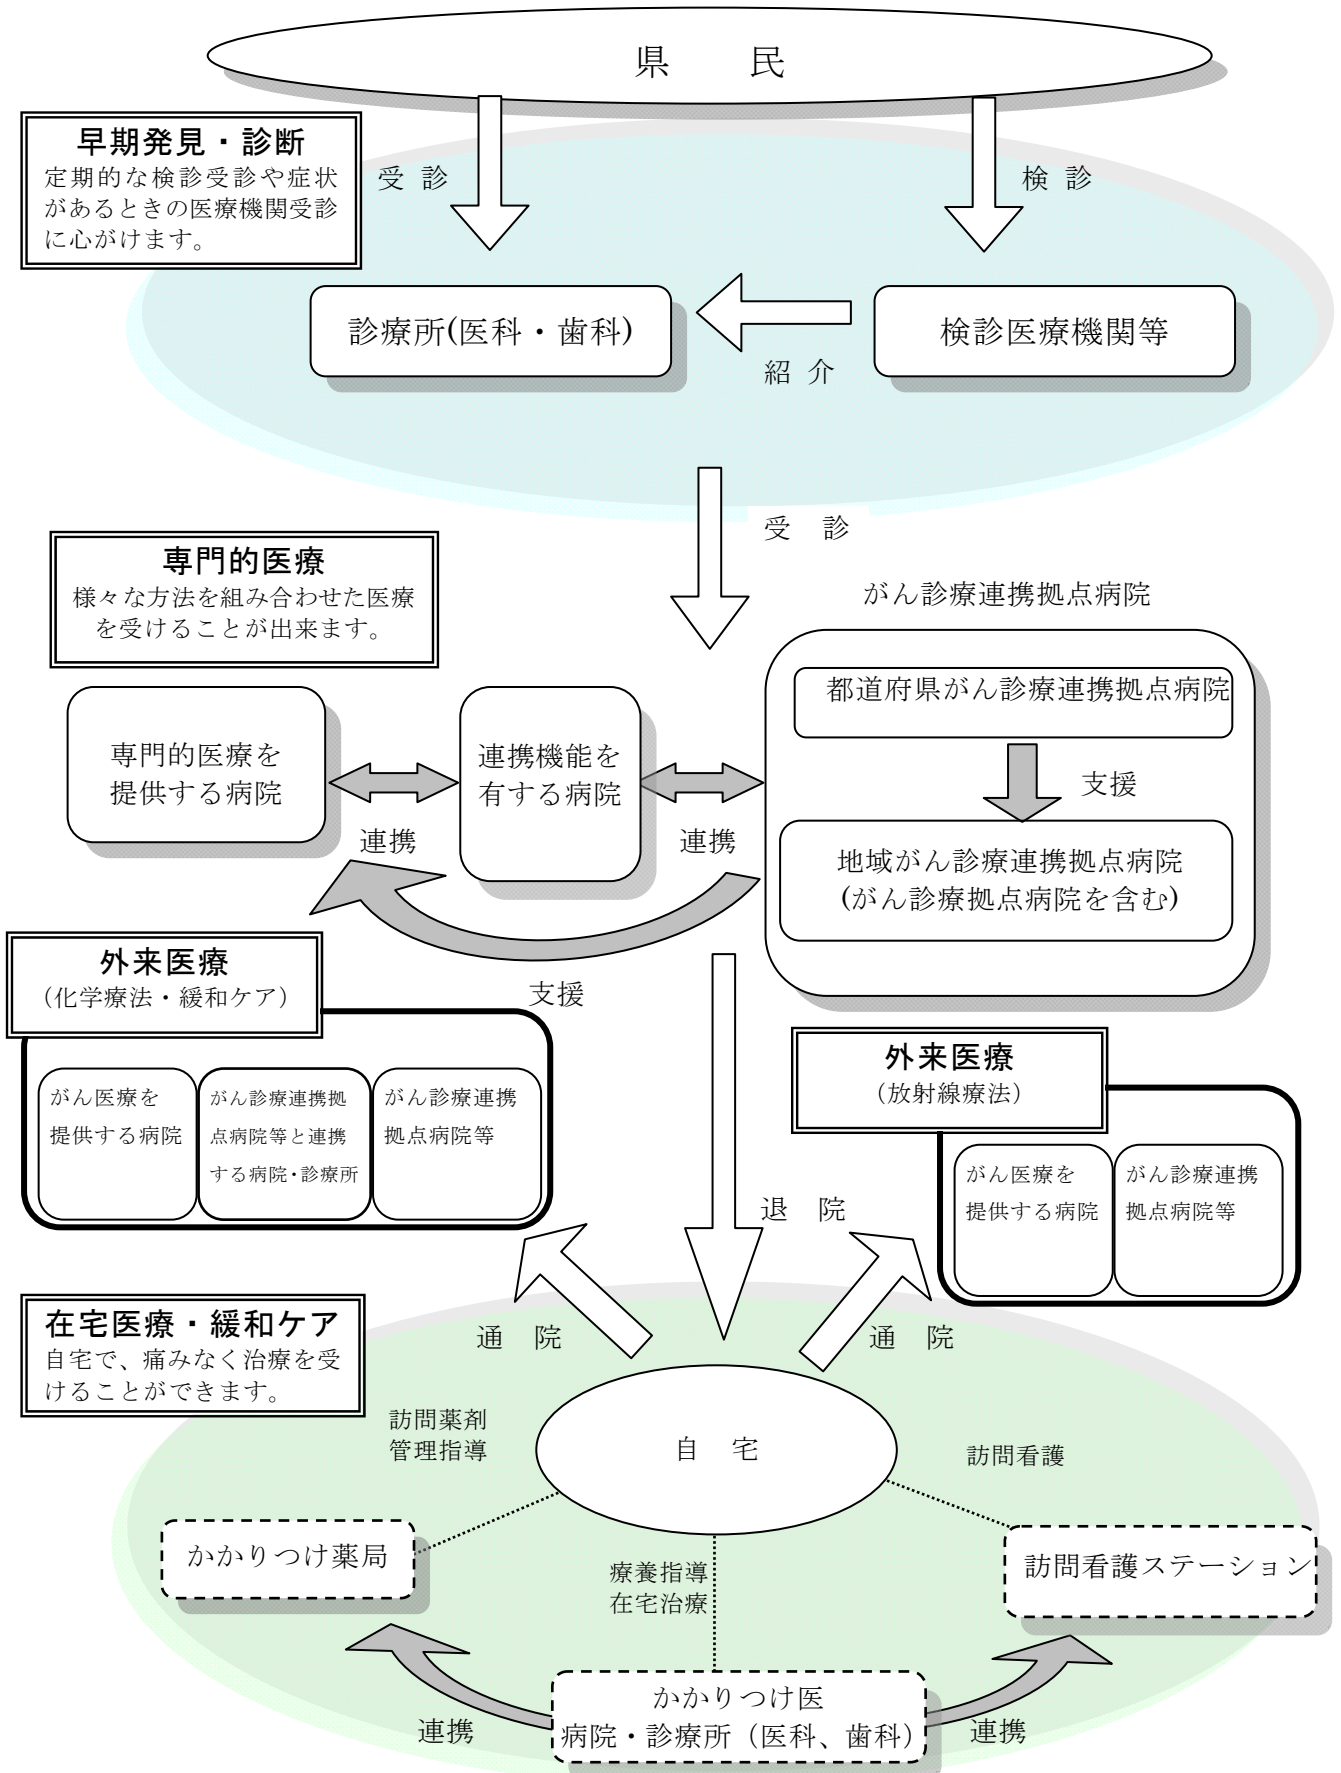 県　民
早期発見・診断
定期的な検診受診や症状
があるときの医療機関受診
に心がけます。
受 診
検 診
診療所(医科・歯科)
検診医療機関等
紹 介
受　診
専門的医療
様々な方法を組み合わせた医療
を受けることが出来ます。
がん診療連携拠点病院
都道府県がん診療連携拠点病院
専門的医療を
提供する病院
連携機能を
有する病院
支援
連携
連携
地域がん診療連携拠点病院
(がん診療拠点病院を含む)
支援
外来医療
（化学療法・緩和ケア）
がん医療を
提供する病院
がん診療連携拠
点病院等と連携
する病院・診療所
がん診療連携
拠点病院等
外来医療
（放射線療法）
がん医療を
提供する病院
がん診療連携
拠点病院等
退　院
通　院
通　院
在宅医療・緩和ケア
自宅で、痛みなく治療を受
けることができます。
訪問薬剤
管理指導
自　宅
訪問看護
かかりつけ薬局
療養指導
在宅治療
訪問看護ステーション
かかりつけ医
病院・診療所（医科、歯科）
連携
連携